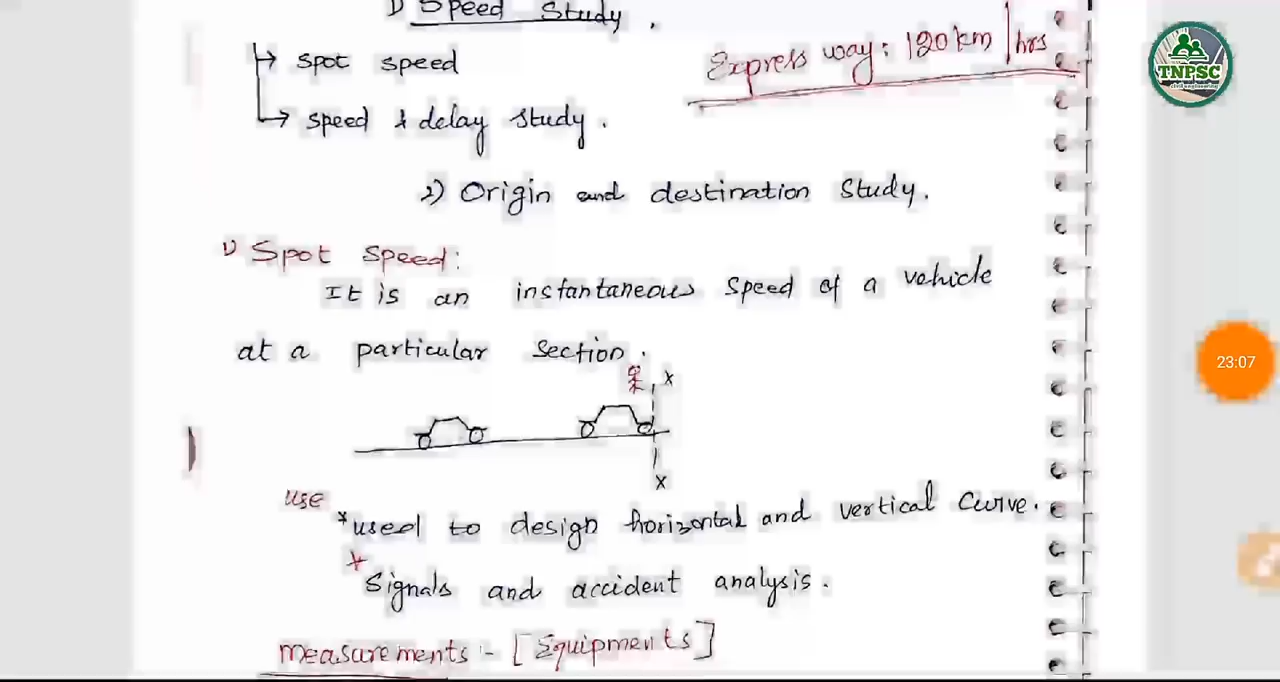 1) Speed Study.
Express way: 120 km/hrs
TNPSC
civil engineering
↳ spot speed
↳ speed & delay study.
2) Origin and destination Study.
1) Spot Speed:
It is an instantaneous speed of a vehicle
at a particular section.
x
x
use
* used to design horizontal and vertical curve.
* Signals and accident analysis.
Measurements :- [Equipments]
23:07